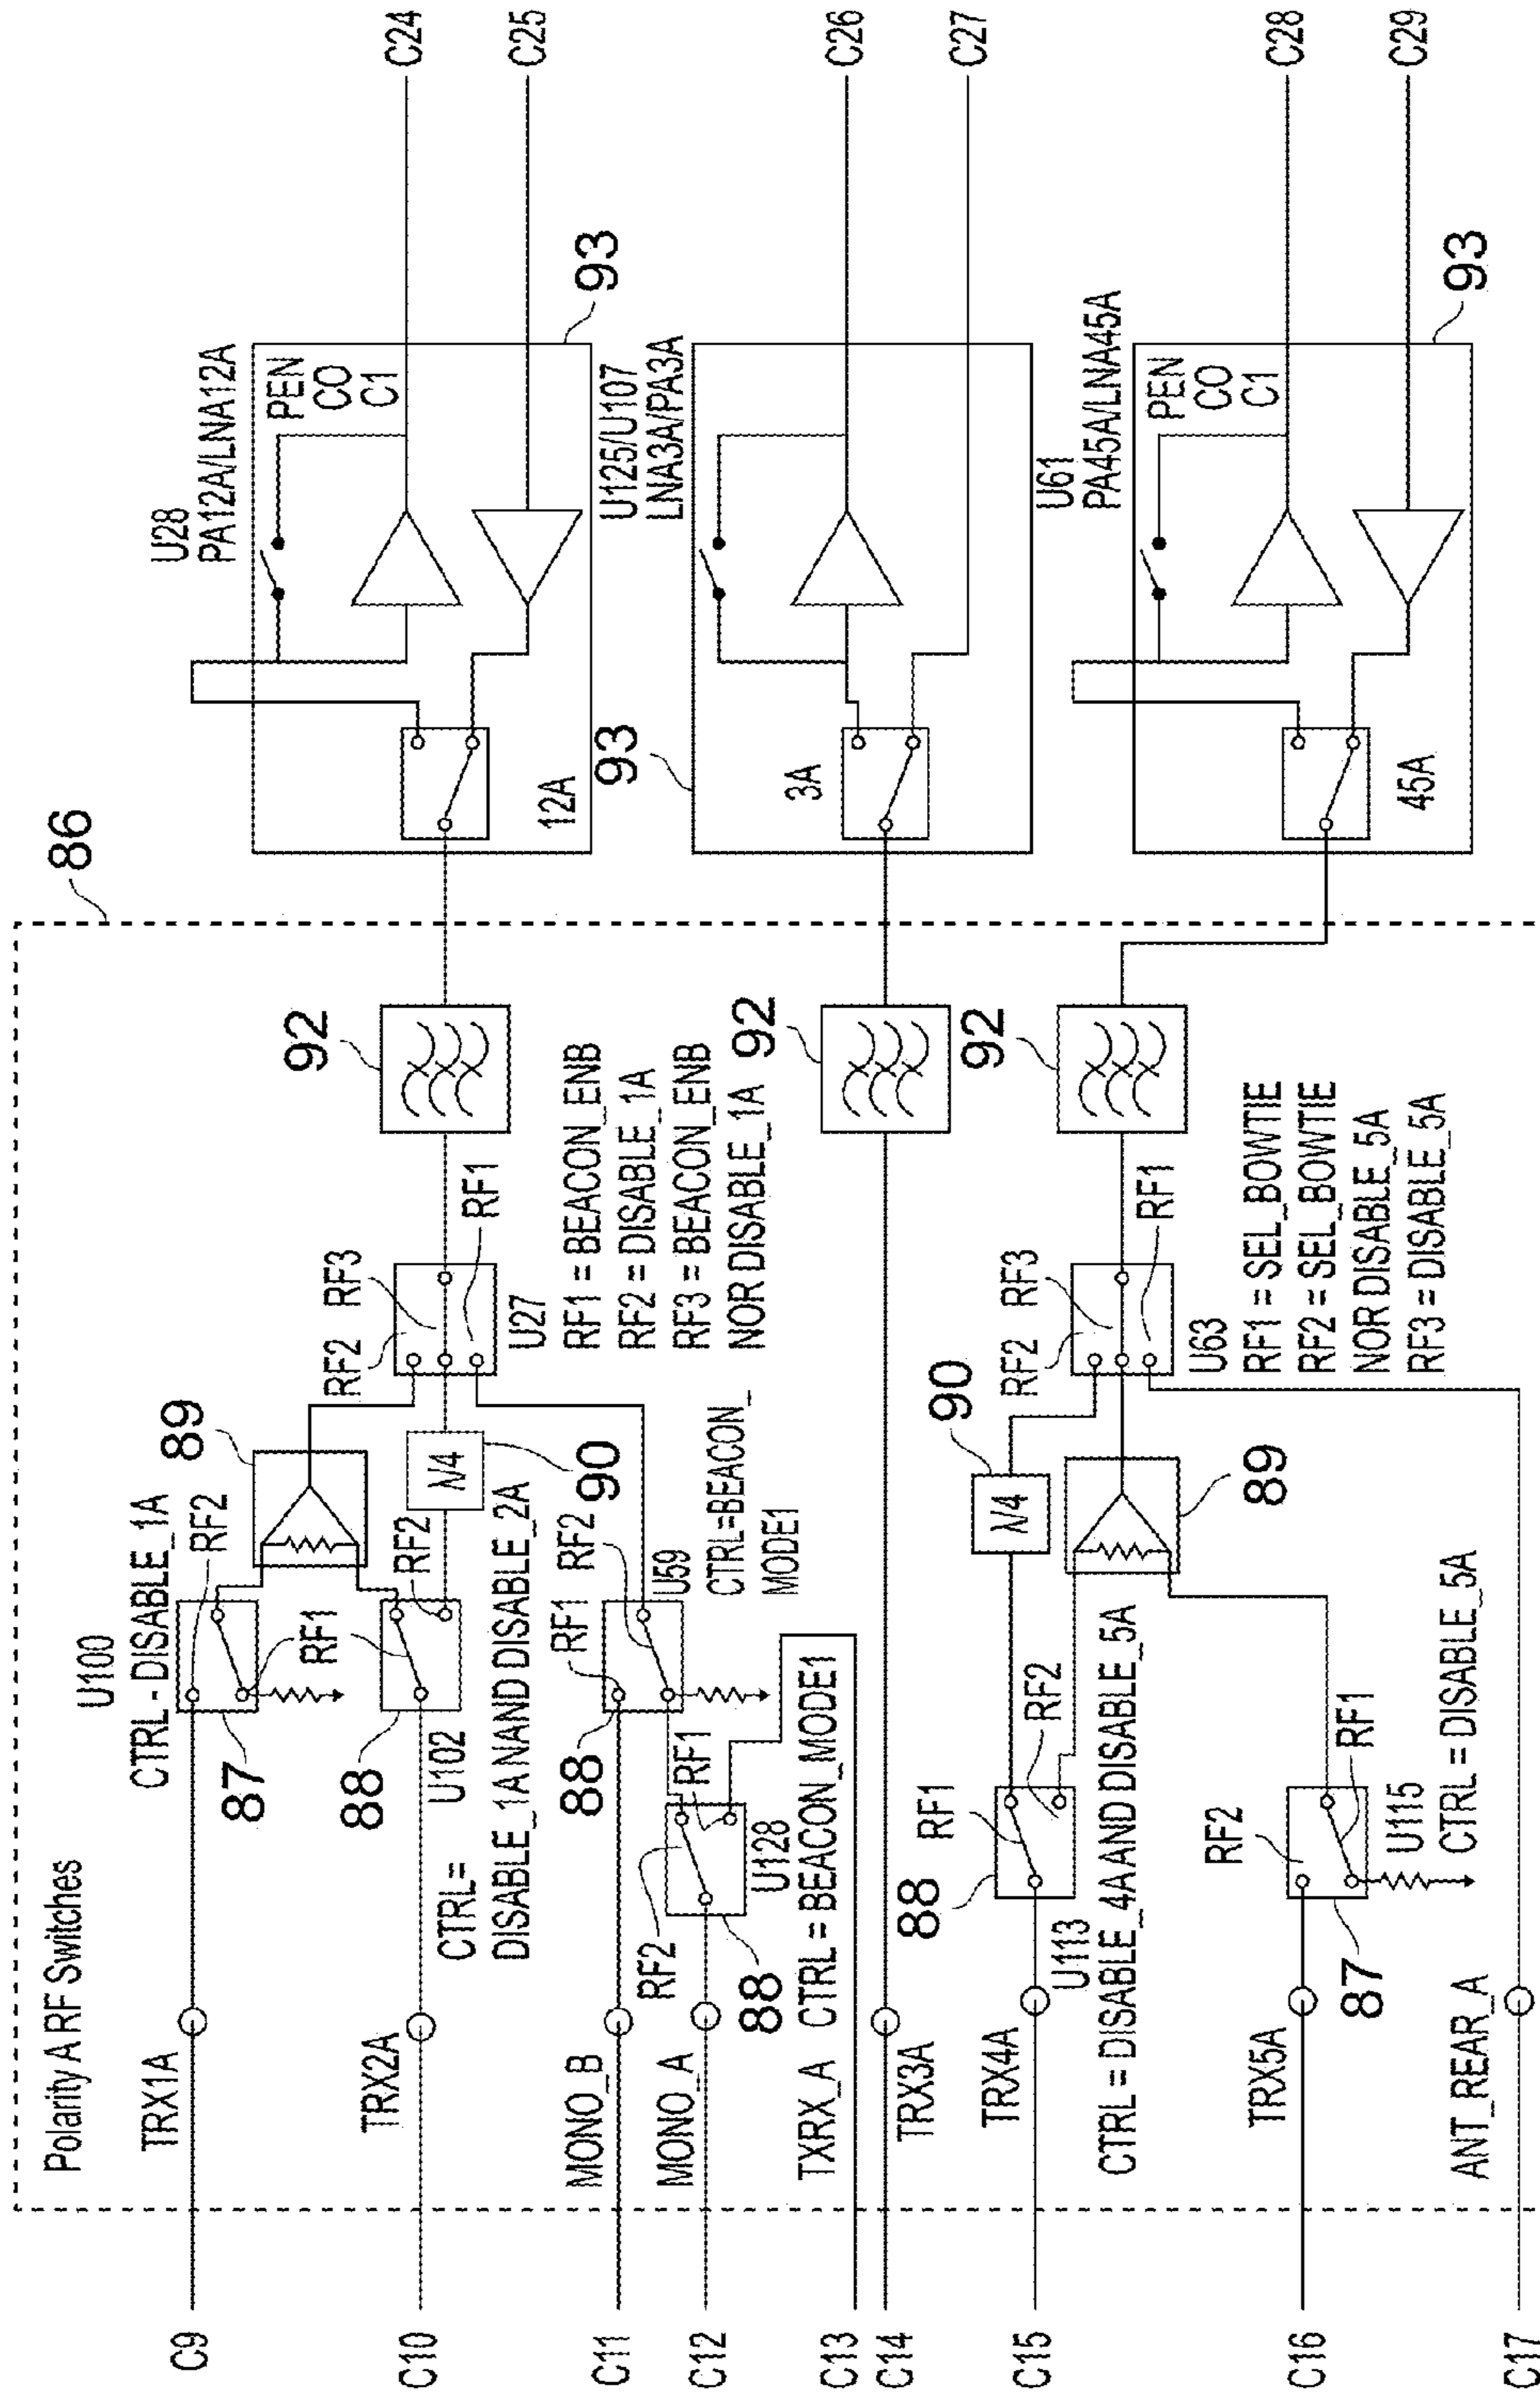 Polarity A RF Switches
86
C9
TRX1A
U100
CTRL - DISABLE_1A
RF2
87
RF1
89
C10
TRX2A
88
U102
CTRL=
DISABLE_1A NAND DISABLE_2A
RF2
λ/4
90
RF2
RF3
RF1
U27
RF1 = BEACON_ENB
RF2 = DISABLE_1A
RF3 = BEACON_ENB
NOR DISABLE_1A
92
C11
MONO_B
88
RF1
RF2
U59
CTRL=BEACON_
MODE1
C12
MONO_A
RF2
RF1
88
U128
CTRL = BEACON_MODE1
C13
TXRX_A
C14
TRX3A
92
C15
TRX4A
U113
88
RF1
RF2
CTRL = DISABLE_4A AND DISABLE_5A
90
λ/4
89
RF2
RF3
RF1
U63
RF1 = SEL_BOWTIE
RF2 = SEL_BOWTIE
NOR DISABLE_5A
RF3 = DISABLE_5A
92
C16
TRX5A
87
RF2
RF1
U115
CTRL = DISABLE_5A
C17
ANT_REAR_A
U28
PA12A/LNA12A
PEN
CO
C1
12A
93
C24
C25
U125/U107
LNA3A/PA3A
3A
93
C26
C27
U61
PA45A/LNA45A
PEN
CO
C1
45A
93
C28
C29